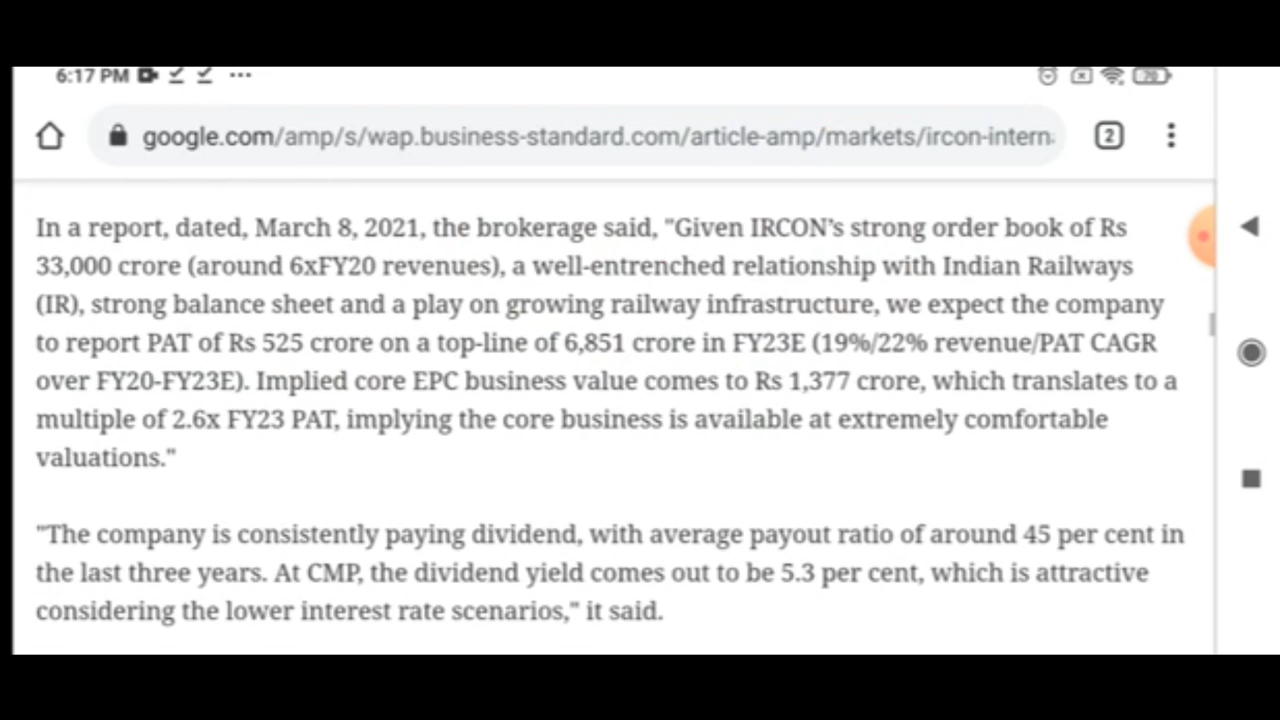 6:17 PM
70
google.com/amp/s/wap.business-standard.com/article-amp/markets/ircon-intern
2
In a report, dated, March 8, 2021, the brokerage said, "Given IRCON's strong order book of Rs
33,000 crore (around 6xFY20 revenues), a well-entrenched relationship with Indian Railways
(IR), strong balance sheet and a play on growing railway infrastructure, we expect the company
to report PAT of Rs 525 crore on a top-line of 6,851 crore in FY23E (19%/22% revenue/PAT CAGR
over FY20-FY23E). Implied core EPC business value comes to Rs 1,377 crore, which translates to a
multiple of 2.6x FY23 PAT, implying the core business is available at extremely comfortable
valuations."
"The company is consistently paying dividend, with average payout ratio of around 45 per cent in
the last three years. At CMP, the dividend yield comes out to be 5.3 per cent, which is attractive
considering the lower interest rate scenarios," it said.